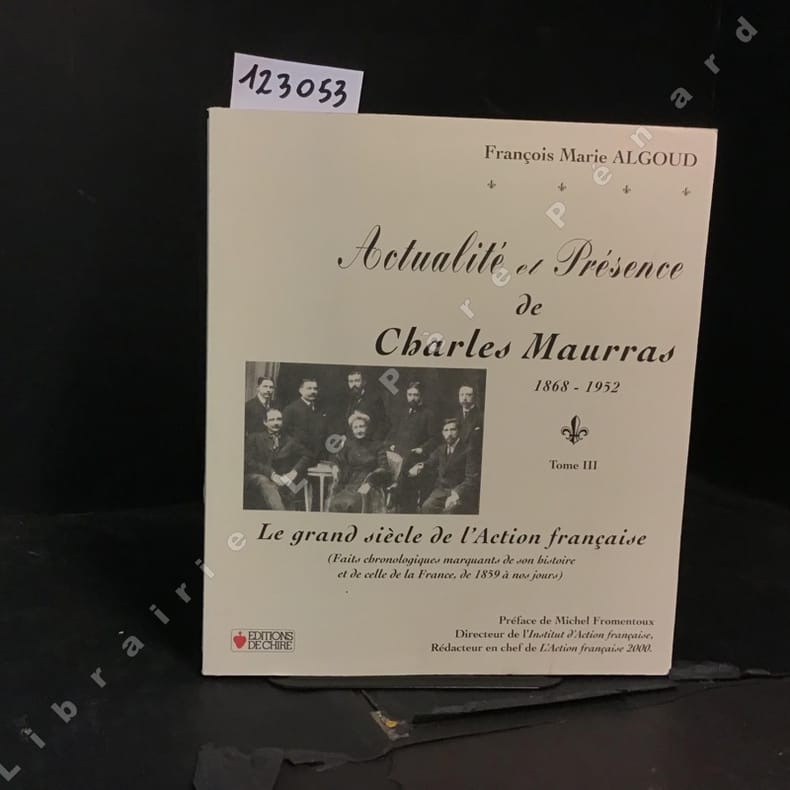 123053
François Marie ALGOUD
Actualité et Présence
de
Charles Maurras
1868 - 1952
Tome III
Le grand siècle de l'Action française
(Faits chronologiques marquants de son histoire
et de celle de la France, de 1859 à nos jours)
Préface de Michel Fromentoux
Directeur de l'Institut d'Action française,
Rédacteur en chef de L'Action française 2000.
EDITIONS
DE CHIRE
Librairie Le Père Penard